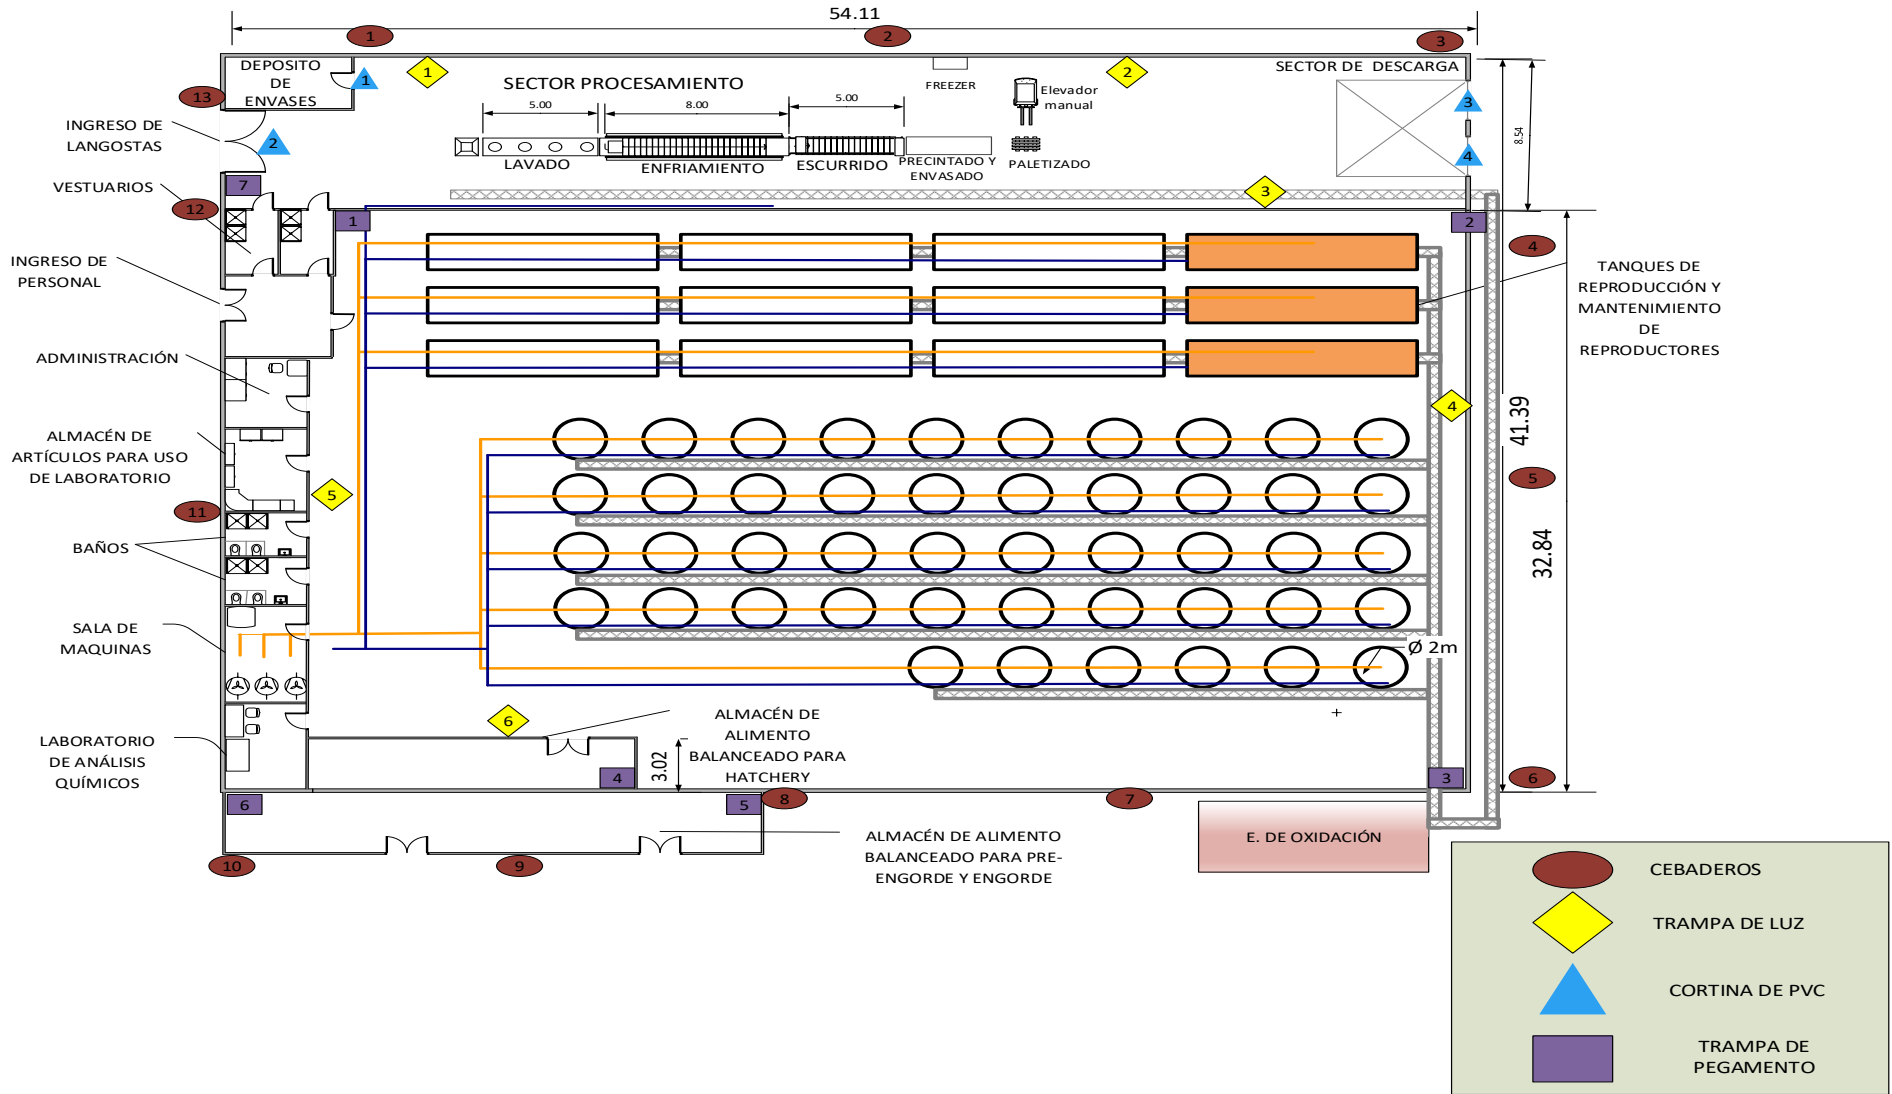 54.11
1
2
3
DEPOSITO
DE
ENVASES
1
1
SECTOR PROCESAMIENTO
2
SECTOR DE DESCARGA
FREEZER
Elevador
manual
13
5.00
8.00
5.00
3
8.54
INGRESO DE
LANGOSTAS
2
LAVADO
ENFRIAMIENTO
ESCURRIDO
PRECINTADO Y
ENVASADO
PALETIZADO
4
VESTUARIOS
7
3
12
1
2
4
INGRESO DE
PERSONAL
TANQUES DE
REPRODUCCIÓN Y
MANTENIMIENTO
DE
REPRODUCTORES
ADMINISTRACIÓN
4
41.39
ALMACÉN DE
ARTÍCULOS PARA USO
DE LABORATORIO
5
5
11
32.84
BAÑOS
SALA DE
MAQUINAS
Ø 2m
6
ALMACÉN DE
ALIMENTO
BALANCEADO PARA
HATCHERY
3.02
LABORATORIO
DE ANÁLISIS
QUÍMICOS
4
3
6
6
5
8
7
ALMACÉN DE ALIMENTO
BALANCEADO PARA PRE-
ENGORDE Y ENGORDE
E. DE OXIDACIÓN
10
9
CEBADEROS
TRAMPA DE LUZ
CORTINA DE PVC
TRAMPA DE
PEGAMENTO